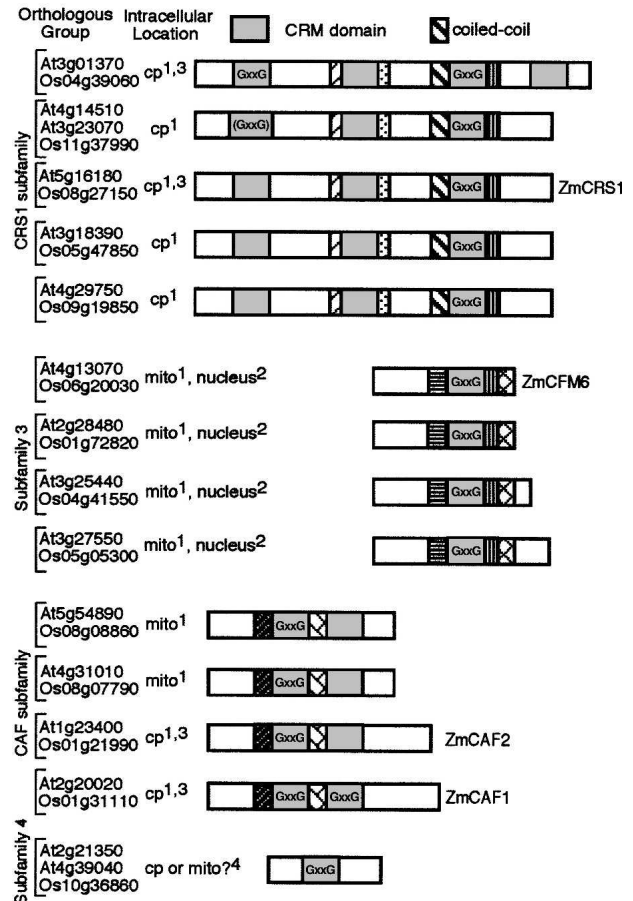 Orthologous Group
Intracellular Location
CRM domain
coiled-coil
CRS1 subfamily
At3g01370
Os04g39060
cp1,3
GxxG
GxxG
At4g14510
At3g23070
Os11g37990
cp1
(GxxG)
GxxG
At5g16180
Os08g27150
cp1,3
GxxG
ZmCRS1
At3g18390
Os05g47850
cp1
GxxG
At4g29750
Os09g19850
cp1
GxxG
Subfamily 3
At4g13070
Os06g20030
mito1, nucleus2
GxxG
ZmCFM6
At2g28480
Os01g72820
mito1, nucleus2
GxxG
At3g25440
Os04g41550
mito1, nucleus2
GxxG
At3g27550
Os05g05300
mito1, nucleus2
GxxG
CAF subfamily
At5g54890
Os08g08860
mito1
GxxG
At4g31010
Os08g07790
mito1
GxxG
At1g23400
Os01g21990
cp1,3
GxxG
ZmCAF2
At2g20020
Os01g31110
cp1,3
GxxG
GxxG
ZmCAF1
Subfamily 4
At2g21350
At4g39040
Os10g36860
cp or mito?4
GxxG